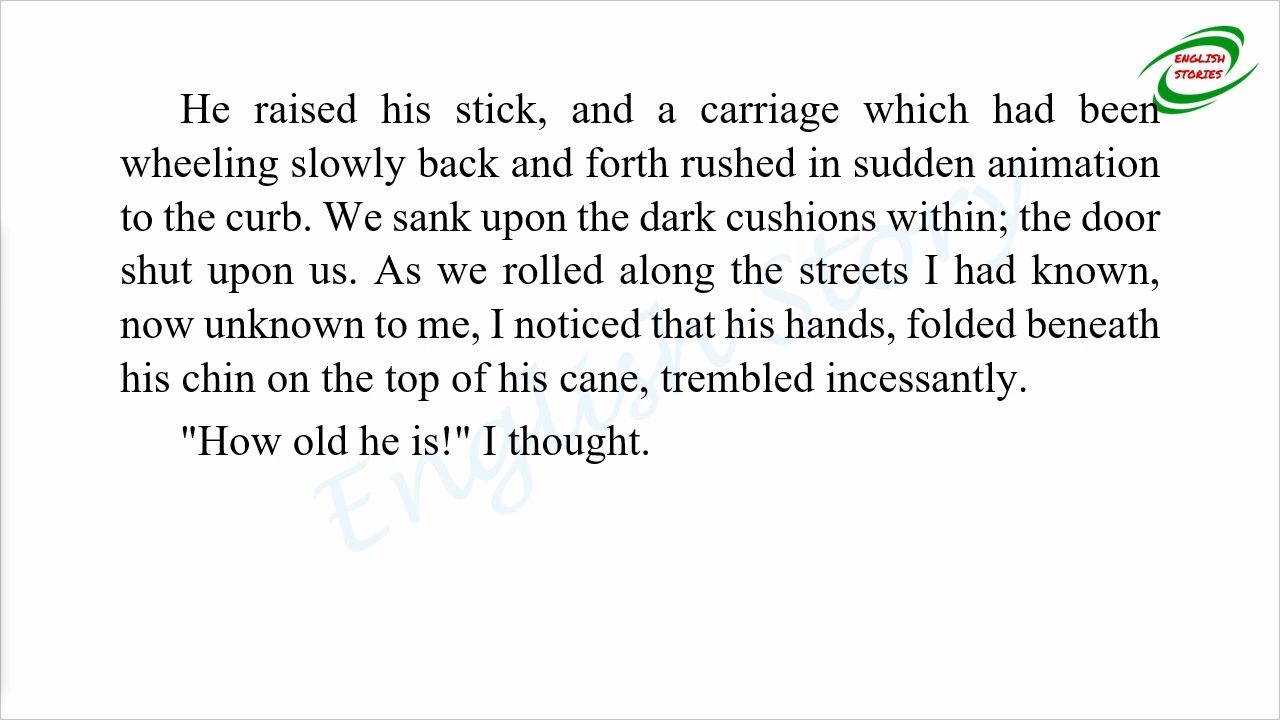 ENGLISH
STORIES
He raised his stick, and a carriage which had been
wheeling slowly back and forth rushed in sudden animation
to the curb. We sank upon the dark cushions within; the door
shut upon us. As we rolled along the streets I had known,
now unknown to me, I noticed that his hands, folded beneath
his chin on the top of his cane, trembled incessantly.
"How old he is!" I thought.
English Story